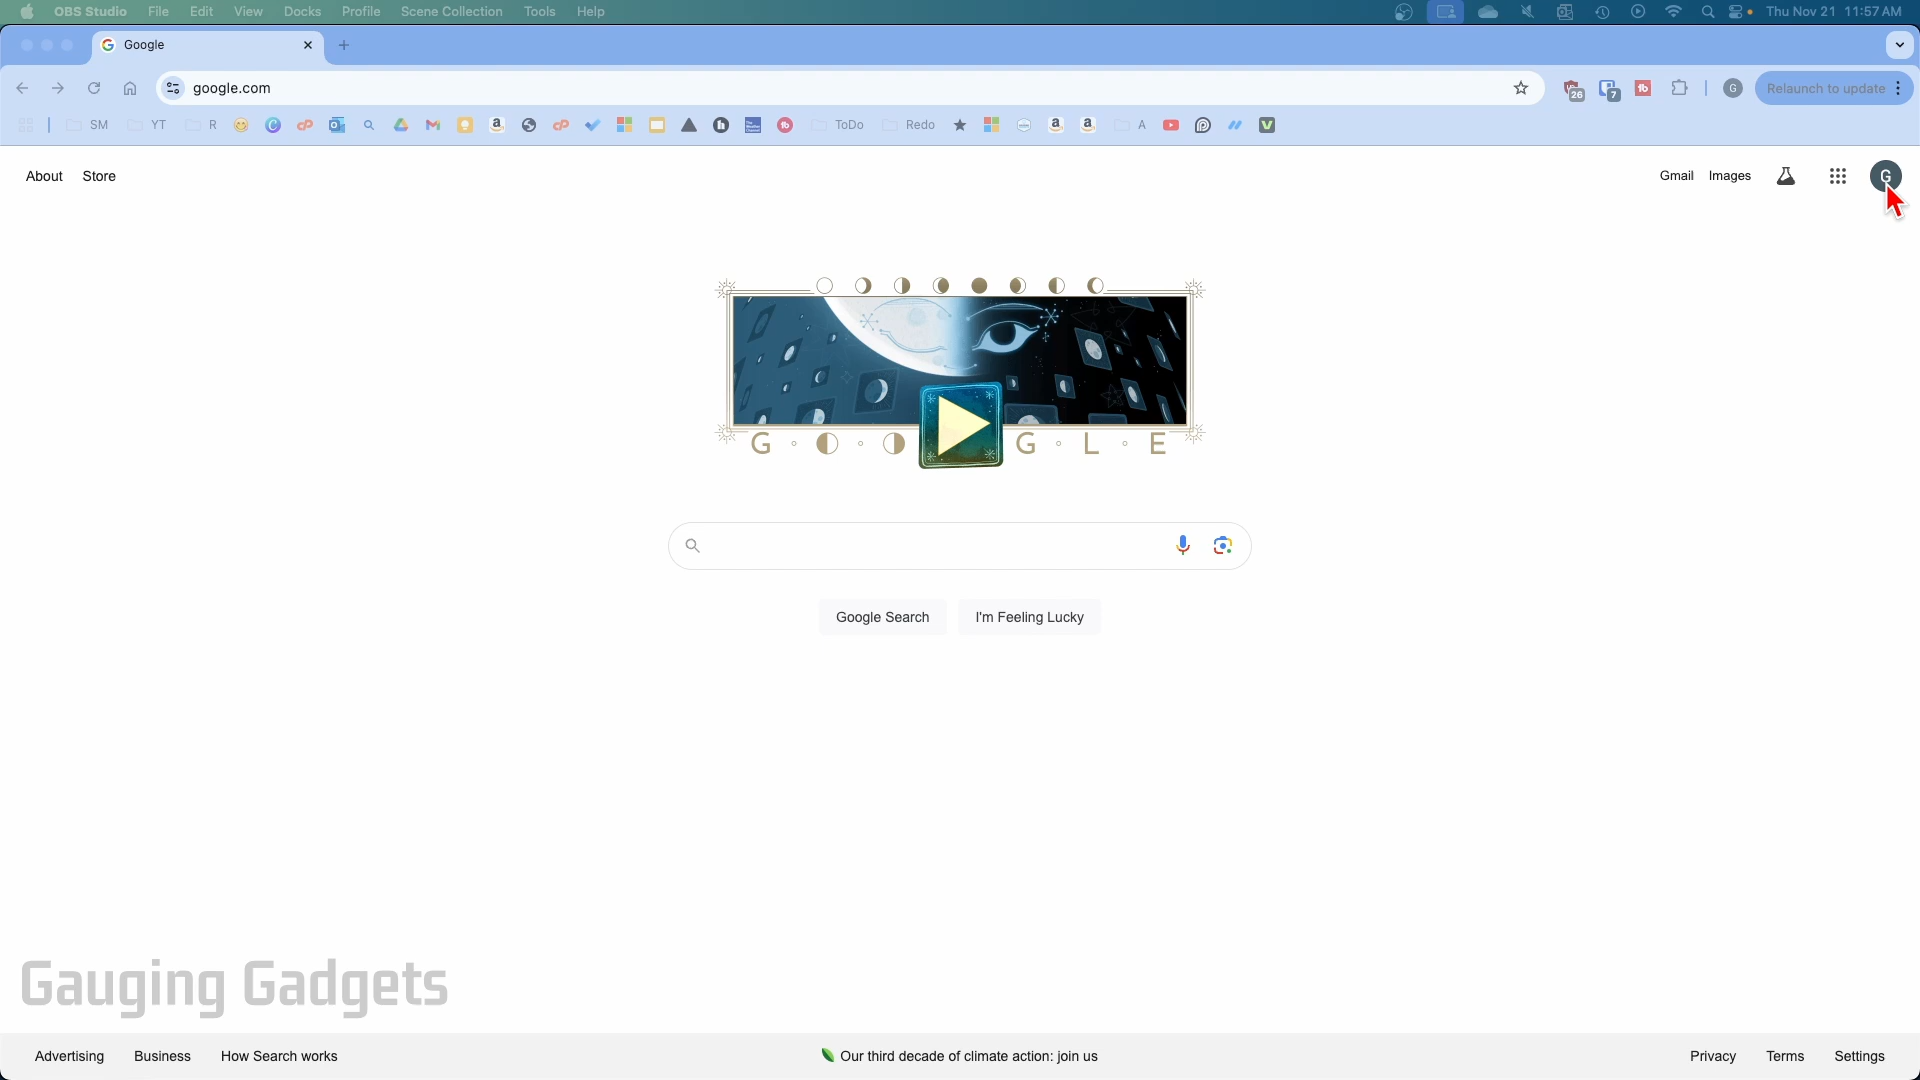 OBS Studio File Edit View Docks Profile Scene Collection Tools Help Thu Nov 21 11:57 AM
Google
google.com 26 7 G Relaunch to update
SM YT R ToDo Redo A
About Store Gmail Images G
G O O G L E
Google Search I'm Feeling Lucky
Gauging Gadgets
Advertising Business How Search works Our third decade of climate action: join us Privacy Terms Settings